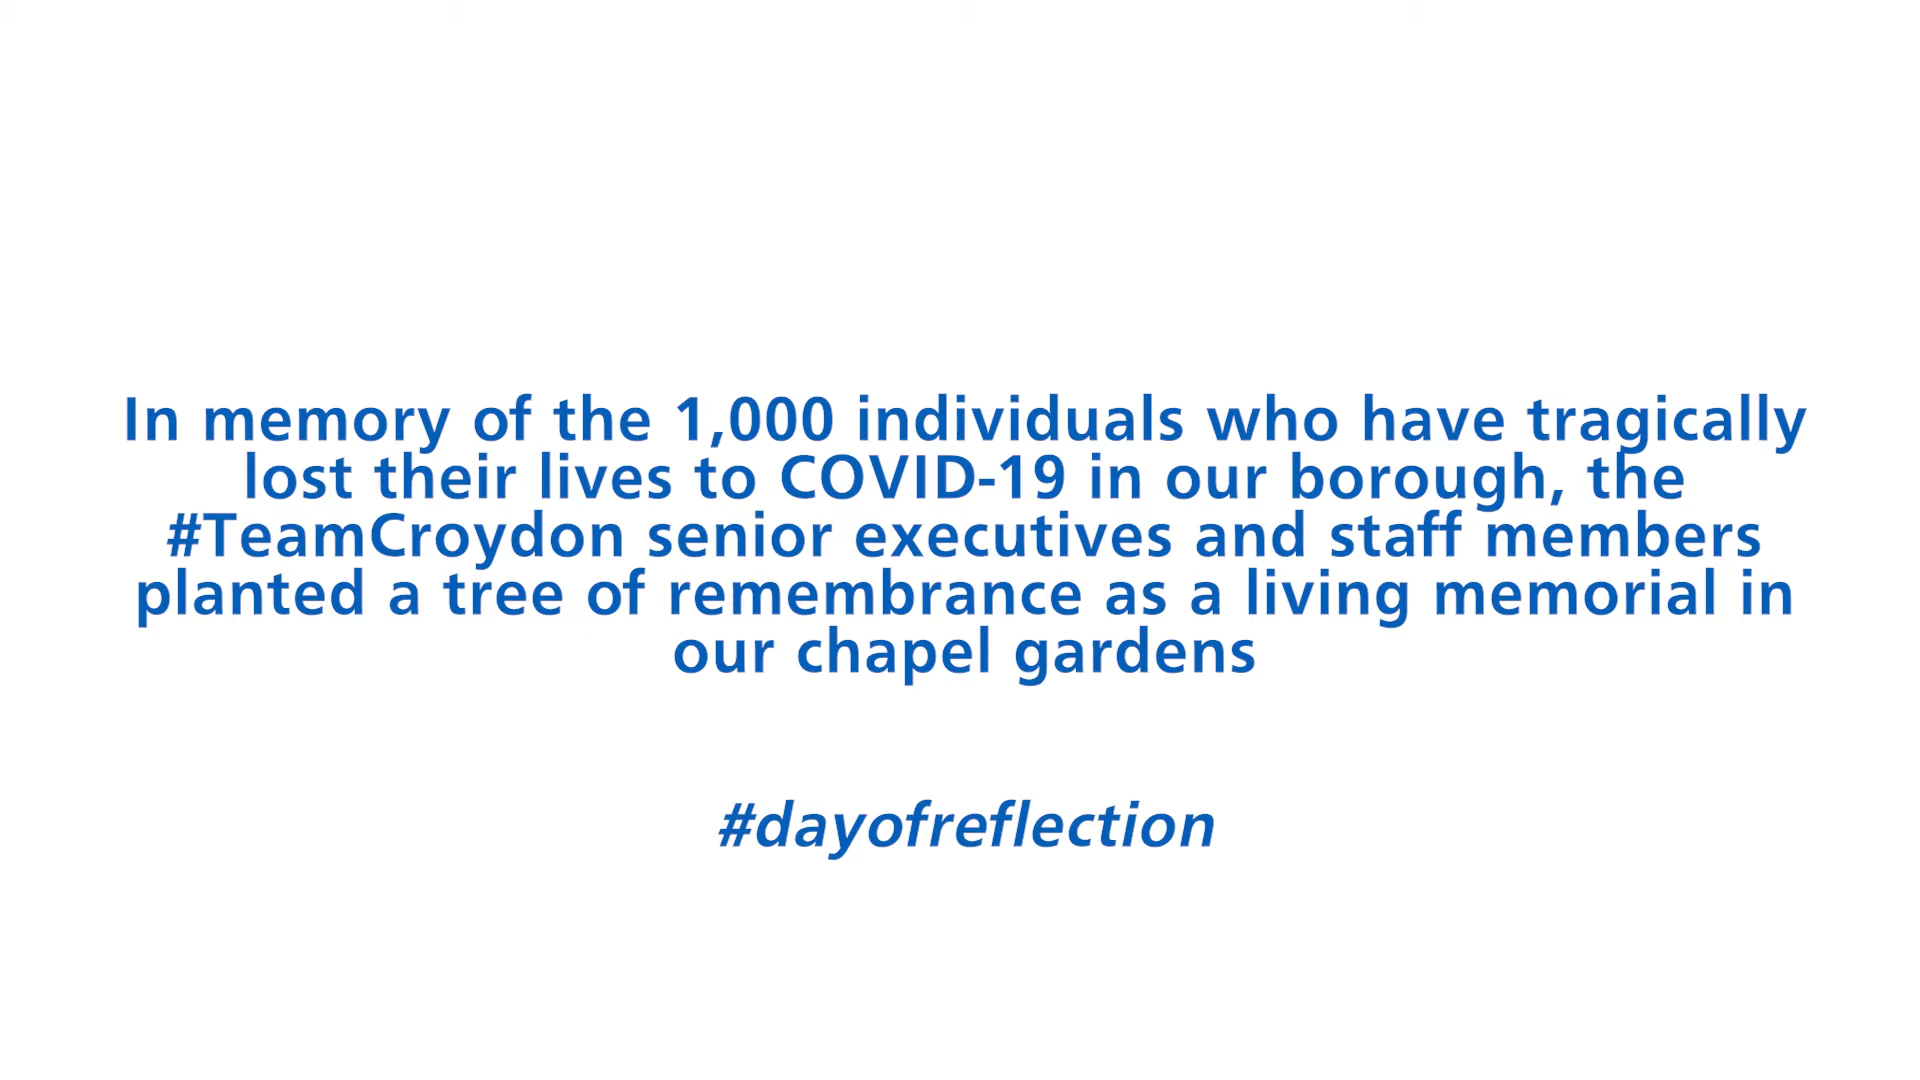 In memory of the 1,000 individuals who have tragically
lost their lives to COVID-19 in our borough, the
#TeamCroydon senior executives and staff members
planted a tree of remembrance as a living memorial in
our chapel gardens
#dayofreflection